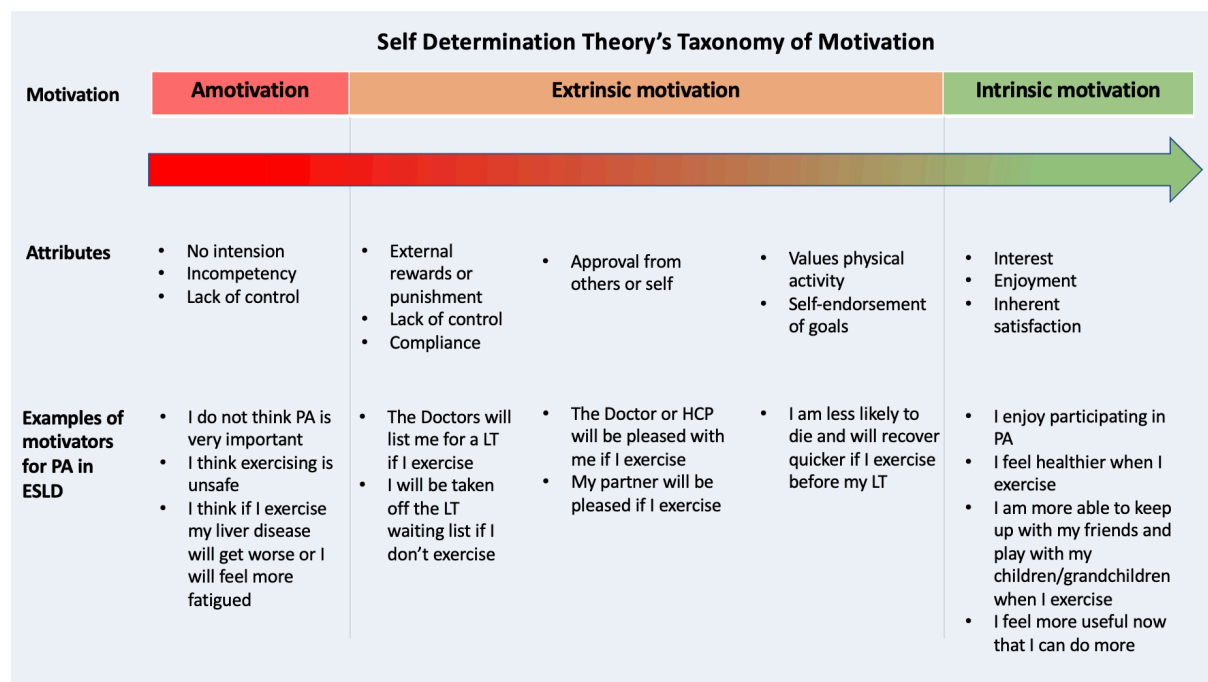 Self Determination Theory's Taxonomy of Motivation
Motivation
Amotivation
Extrinsic motivation
Intrinsic motivation
Attributes
• No intension
• Incompetency
• Lack of control
• External
rewards or
punishment
• Lack of control
• Compliance
• Approval from
others or self
• Values physical
activity
• Self-endorsement
of goals
• Interest
• Enjoyment
• Inherent
satisfaction
Examples of
motivators
for PA in
ESLD
• I do not think PA is
very important
• I think exercising is
unsafe
• I think if I exercise
my liver disease
will get worse or I
will feel more
fatigued
• The Doctors will
list me for a LT
if I exercise
• I will be taken
off the LT
waiting list if I
don't exercise
• The Doctor or HCP
will be pleased with
me if I exercise
• My partner will be
pleased if I exercise
• I am less likely to
die and will recover
quicker if I exercise
before my LT
• I enjoy participating in
PA
• I feel healthier when I
exercise
• I am more able to keep
up with my friends and
play with my
children/grandchildren
when I exercise
• I feel more useful now
that I can do more